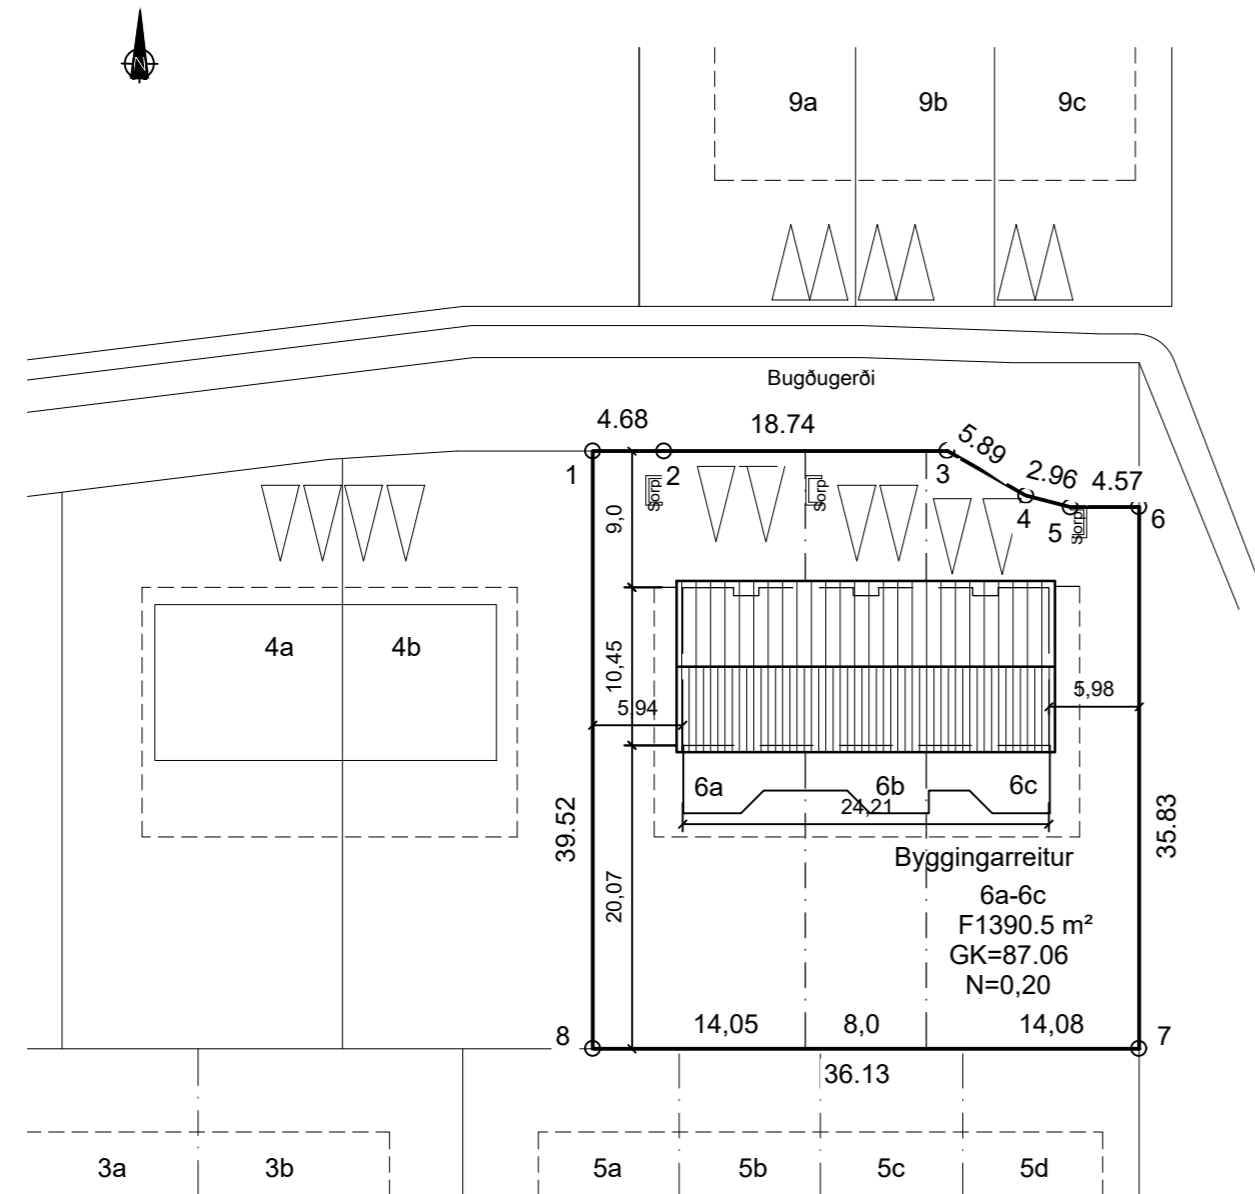 N
9a
9b
9c
Bugðugerði
4.68
18.74
5.89
2.96
4.57
1
2
3
4
5
6
Sorp
Sorp
Sorp
9,0
4a
4b
10,45
5,94
5,98
6a
6b
6c
24,21
39.52
35.83
Byggingarreitur
20,07
6a-6c
F1390.5 m²
GK=87.06
N=0,20
14,05
8,0
14,08
8
7
36.13
3a
3b
5a
5b
5c
5d